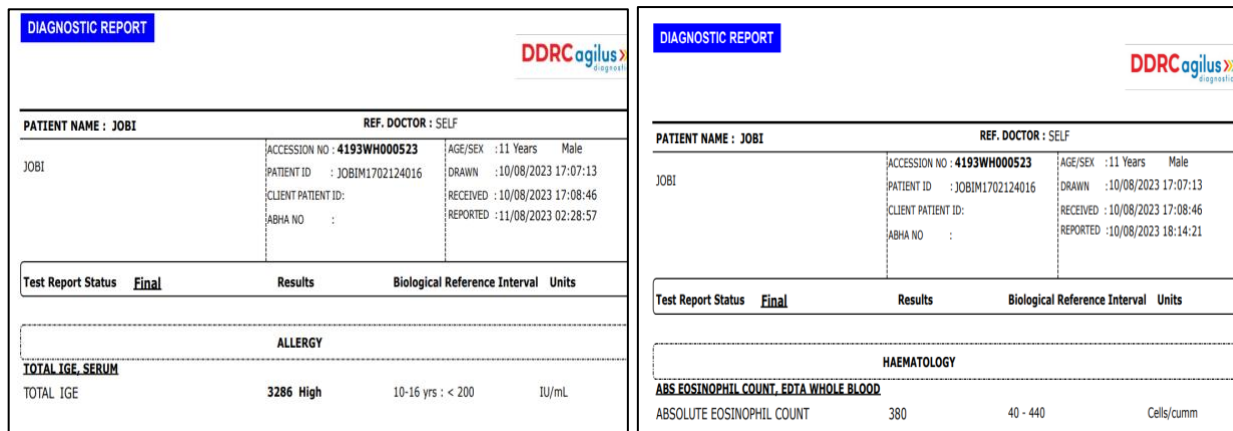 DIAGNOSTIC REPORT
DDRC agilus
diagnosti
PATIENT NAME : JOBI REF. DOCTOR : SELF
JOBI
ACCESSION NO : 4193WH000523
PATIENT ID : JOBIM1702124016
CLIENT PATIENT ID:
ABHA NO :
AGE/SEX :11 Years Male
DRAWN :10/08/2023 17:07:13
RECEIVED :10/08/2023 17:08:46
REPORTED :11/08/2023 02:28:57
Test Report Status Final Results Biological Reference Interval Units
ALLERGY
TOTAL IGE, SERUM
TOTAL IGE 3286 High 10-16 yrs : < 200 IU/mL
DIAGNOSTIC REPORT
DDRC agilus
diagnostic
PATIENT NAME : JOBI REF. DOCTOR : SELF
JOBI
ACCESSION NO : 4193WH000523
PATIENT ID : JOBIM1702124016
CLIENT PATIENT ID:
ABHA NO :
AGE/SEX :11 Years Male
DRAWN :10/08/2023 17:07:13
RECEIVED :10/08/2023 17:08:46
REPORTED :10/08/2023 18:14:21
Test Report Status Final Results Biological Reference Interval Units
HAEMATOLOGY
ABS EOSINOPHIL COUNT, EDTA WHOLE BLOOD
ABSOLUTE EOSINOPHIL COUNT 380 40 - 440 Cells/cumm